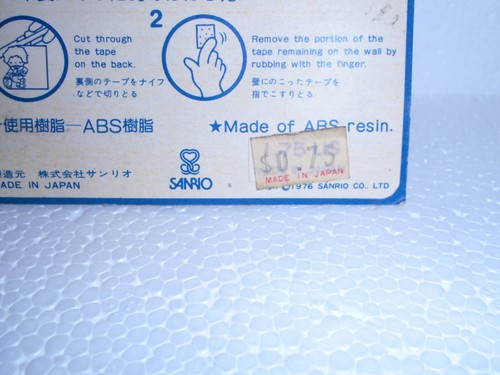 2
Cut through
the tape
on the back.
裏側のテープをナイフ
などで切りとる
Remove the portion of the
tape remaining on the wall by
rubbing with the finger.
壁にのこったテープを
指でこすりとる
使用樹脂—ABS樹脂
★Made of ABS resin.
造元 株式会社サンリオ
MADE IN JAPAN
SANRIO
$0.75
MADE IN JAPAN
1976 SANRIO CO. LTD